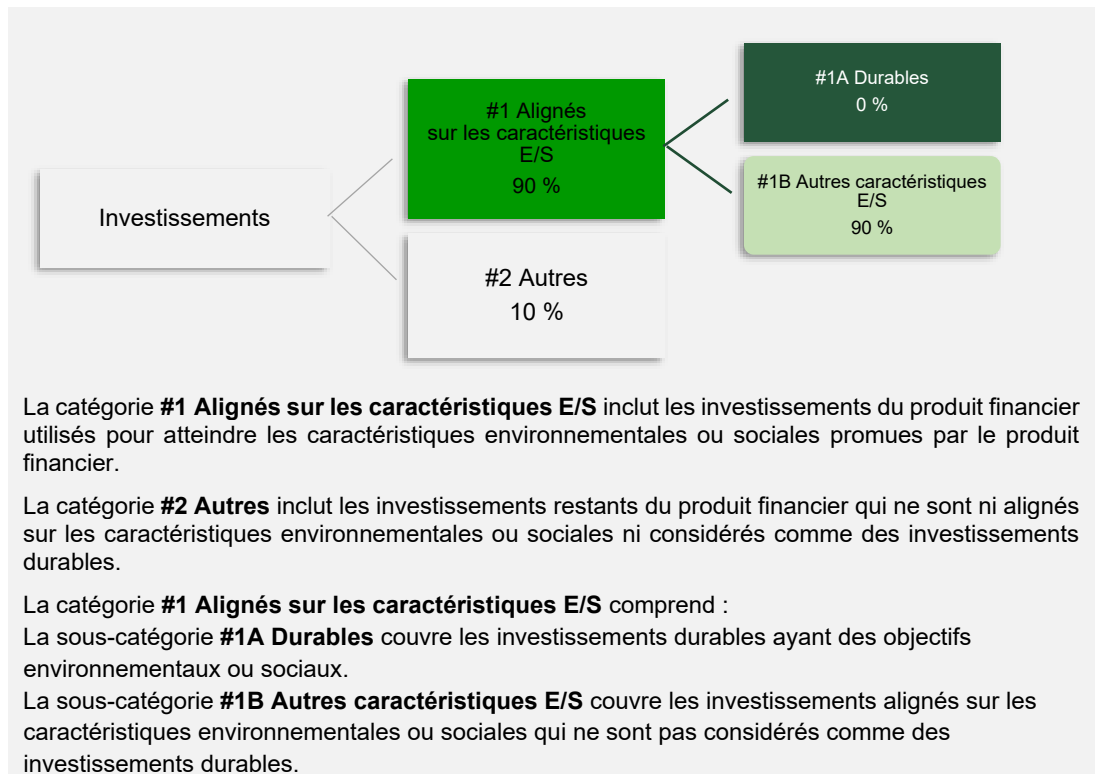 #1A Durables
0 %
#1 Alignés
sur les caractéristiques
E/S
90 %
#1B Autres caractéristiques
E/S
90 %
Investissements
#2 Autres
10 %
La catégorie #1 Alignés sur les caractéristiques E/S inclut les investissements du produit financier
utilisés pour atteindre les caractéristiques environnementales ou sociales promues par le produit
financier.
La catégorie #2 Autres inclut les investissements restants du produit financier qui ne sont ni alignés
sur les caractéristiques environnementales ou sociales ni considérés comme des investissements
durables.
La catégorie #1 Alignés sur les caractéristiques E/S comprend :
La sous-catégorie #1A Durables couvre les investissements durables ayant des objectifs
environnementaux ou sociaux.
La sous-catégorie #1B Autres caractéristiques E/S couvre les investissements alignés sur les
caractéristiques environnementales ou sociales qui ne sont pas considérés comme des
investissements durables.